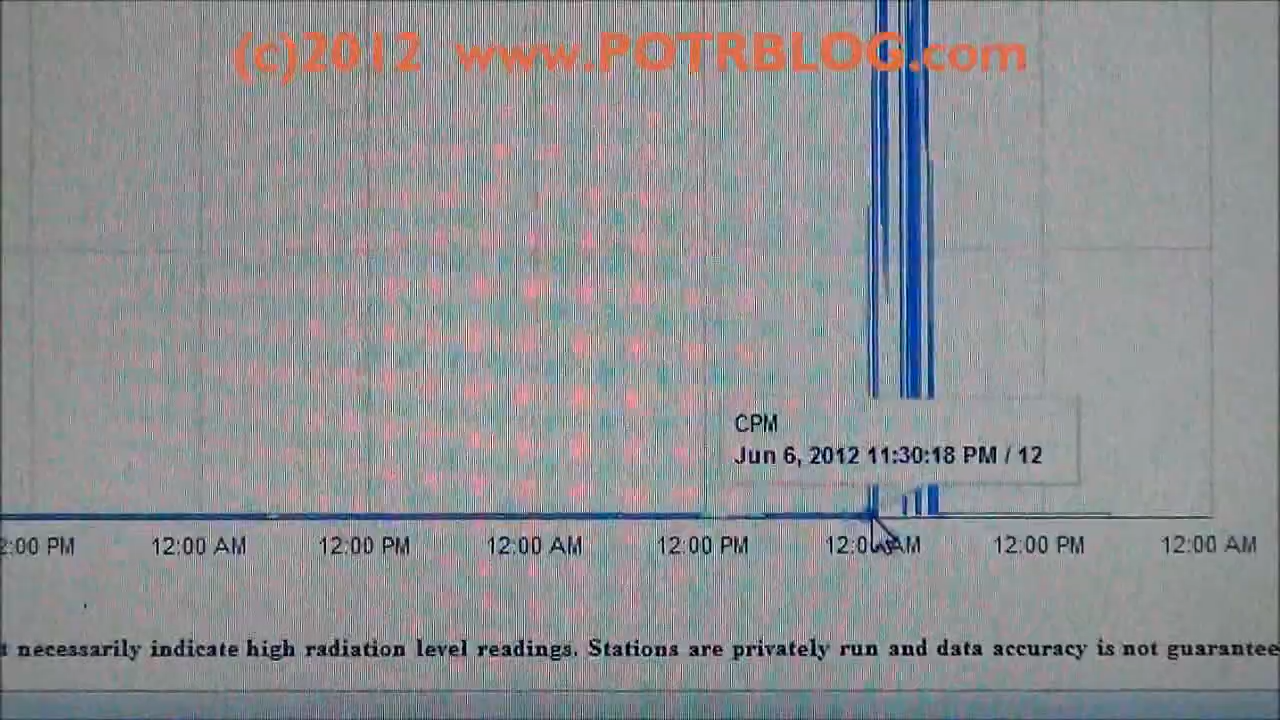 (c)2012 www.POTRBLOG.com
CPM
Jun 6, 2012 11:30:18 PM / 12
2:00 PM 12:00 AM 12:00 PM 12:00 AM 12:00 PM 12:00 AM 12:00 PM 12:00 AM
t necessarily indicate high radiation level readings. Stations are privately run and data accuracy is not guarantee